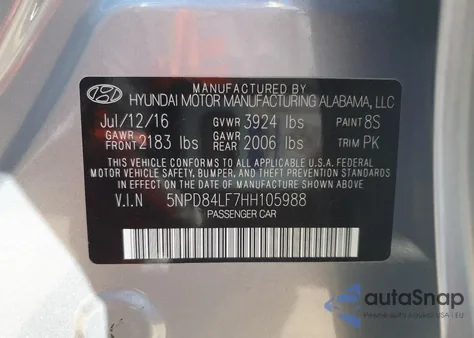 MANUFACTURED BY
HYUNDAI MOTOR MANUFACTURING ALABAMA, LLC
Jul/12/16 GVWR 3924 lbs PAINT 8S
GAWR FRONT 2183 lbs GAWR REAR 2006 lbs TRIM PK
THIS VEHICLE CONFORMS TO ALL APPLICABLE U.S.A. FEDERAL
MOTOR VEHICLE SAFETY, BUMPER, AND THEFT PREVENTION
STANDARDS IN EFFECT ON THE DATE OF MANUFACTURE
SHOWN ABOVE.
V.I.N 5NPD84LF7HH105988
PASSENGER CAR
autoSnap